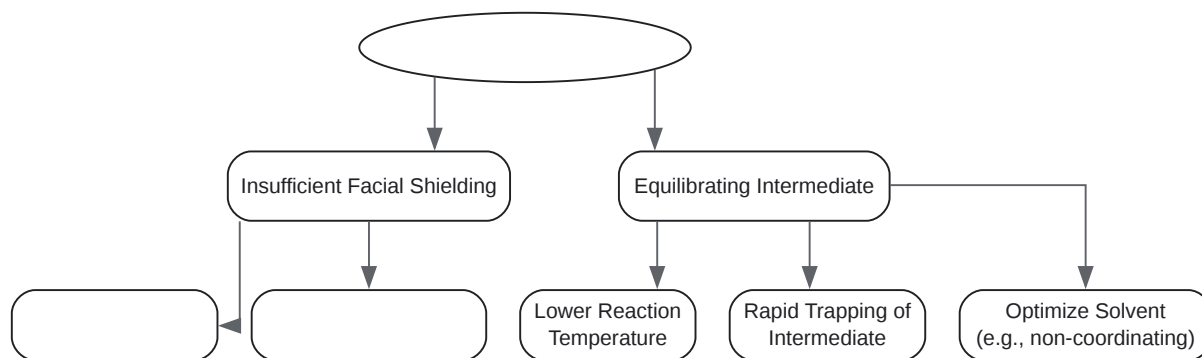 Insufficient Facial Shielding
Equilibrating Intermediate
Lower Reaction
Temperature
Rapid Trapping of
Intermediate
Optimize Solvent
(e.g., non-coordinating)